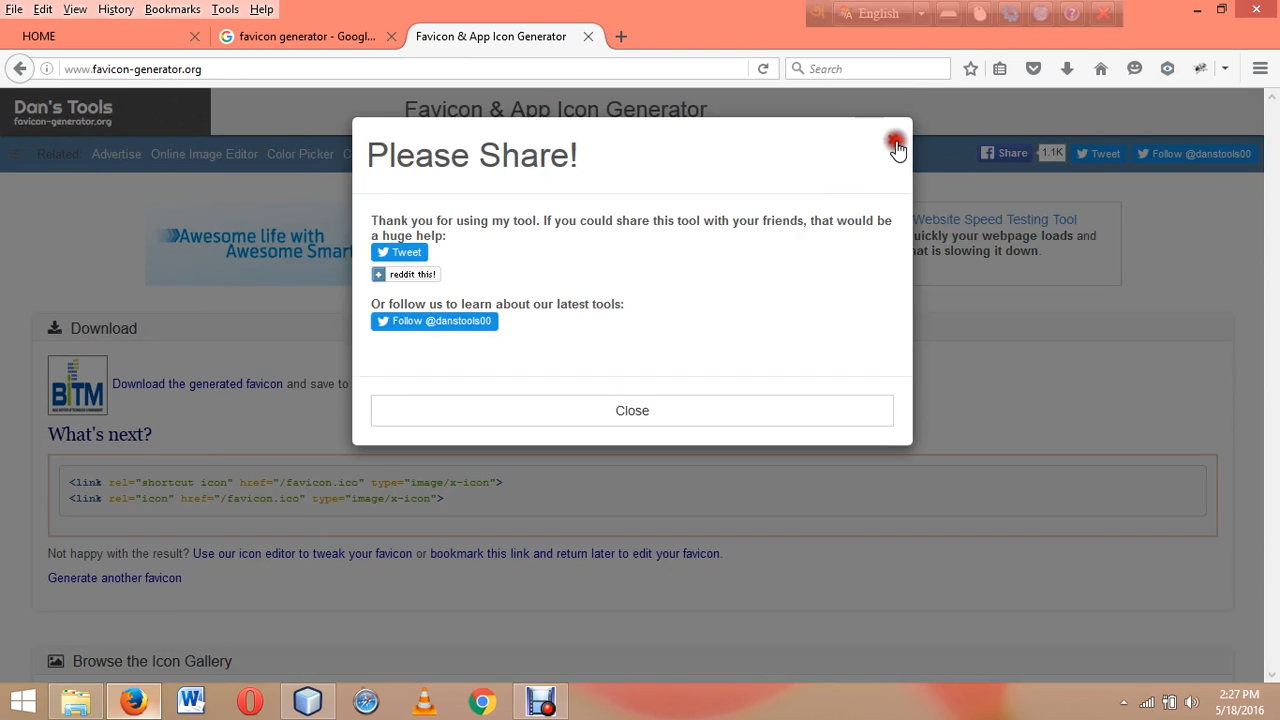 File Edit View History Bookmarks Tools Help
English
HOME
favicon generator - Googl...
Favicon & App Icon Generator
www.favicon-generator.org
Search
Dan's Tools
favicon-generator.org
Favicon & App Icon Generator
Related: Advertise Online Image Editor Color Picker C
Share 1.1K Tweet Follow @danstools00
Please Share!
Thank you for using my tool. If you could share this tool with your friends, that would be
a huge help:
Tweet
reddit this!
Or follow us to learn about our latest tools:
Follow @danstools00
Close
Awesome life with
Awesome Smar
Website Speed Testing Tool
uickly your webpage loads and
hat is slowing it down.
Download
BITM
Download the generated favicon and save to
What's next?
<link rel="shortcut icon" href="/favicon.ico" type="image/x-icon">
<link rel="icon" href="/favicon.ico" type="image/x-icon">
Not happy with the result? Use our icon editor to tweak your favicon or bookmark this link and return later to edit your favicon.
Generate another favicon
Browse the Icon Gallery
2:27 PM
5/18/2016